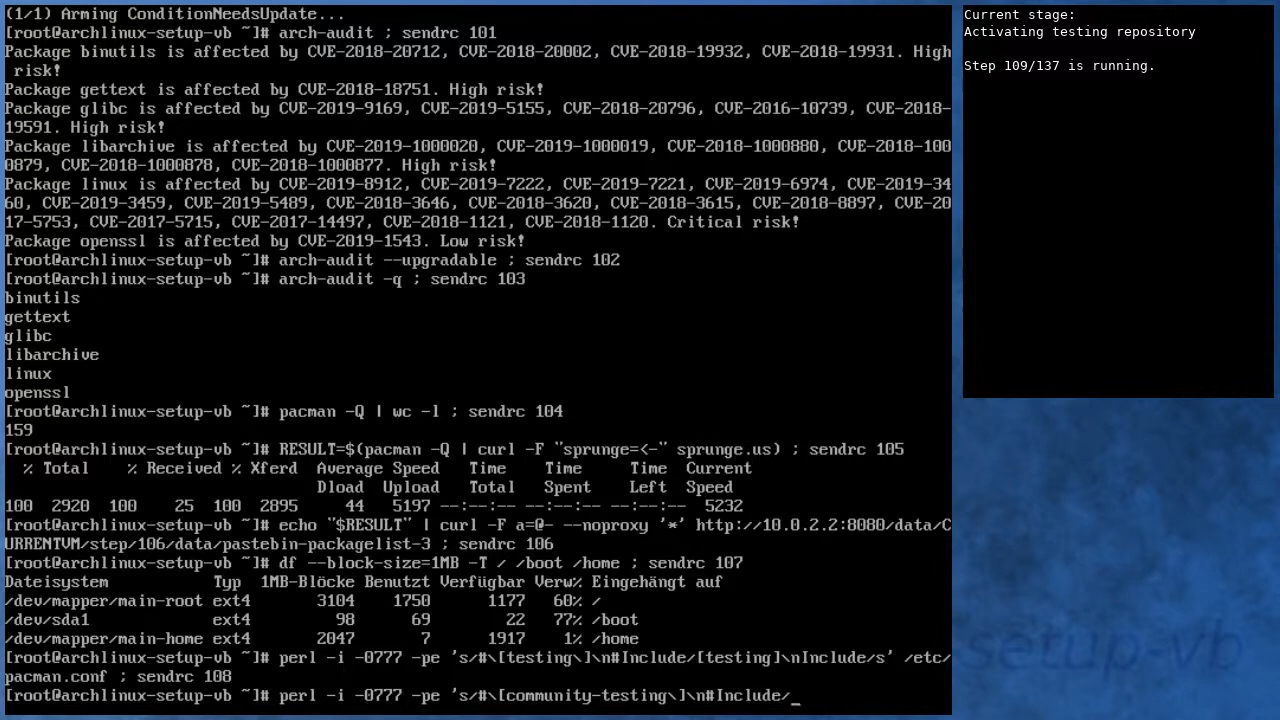 (1/1) Arming ConditionNeedsUpdate...
[root@archlinux-setup-vb ~]# arch-audit ; sendrc 101
Package binutils is affected by CVE-2018-20712, CVE-2018-20002, CVE-2018-19932, CVE-2018-19931. High
 risk!
Package gettext is affected by CVE-2018-18751. High risk!
Package glibc is affected by CVE-2019-9169, CVE-2019-5155, CVE-2018-20796, CVE-2016-10739, CVE-2018-
19591. High risk!
Package libarchive is affected by CVE-2019-1000020, CVE-2019-1000019, CVE-2018-1000880, CVE-2018-100
0879, CVE-2018-1000878, CVE-2018-1000877. High risk!
Package linux is affected by CVE-2019-8912, CVE-2019-7222, CVE-2019-7221, CVE-2019-6974, CVE-2019-34
60, CVE-2019-3459, CVE-2019-5489, CVE-2018-3646, CVE-2018-3620, CVE-2018-3615, CVE-2018-8897, CVE-20
17-5753, CVE-2017-5715, CVE-2017-14497, CVE-2018-1121, CVE-2018-1120. Critical risk!
Package openssl is affected by CVE-2019-1543. Low risk!
[root@archlinux-setup-vb ~]# arch-audit --upgradable ; sendrc 102
[root@archlinux-setup-vb ~]# arch-audit -q ; sendrc 103
binutils
gettext
glibc
libarchive
linux
openssl
[root@archlinux-setup-vb ~]# pacman -Q | wc -l ; sendrc 104
159
[root@archlinux-setup-vb ~]# RESULT=$(pacman -Q | curl -F "sprunge=<-" sprunge.us) ; sendrc 105
  % Total    % Received % Xferd  Average Speed   Time    Time     Time  Current
                                 Dload  Upload   Total   Spent    Left  Speed
100  2920  100    25  100  2895     44   5197 --:--:-- --:--:-- --:--:--  5232
[root@archlinux-setup-vb ~]# echo "$RESULT" | curl -F a=@- --noproxy '*' http://10.0.2.2:8080/data/C
URRENTVM/step/106/data/pastebin-packagelist-3 ; sendrc 106
[root@archlinux-setup-vb ~]# df --block-size=1MB -T / /boot /home ; sendrc 107
Dateisystem           Typ  1MB-Blöcke Benutzt Verfügbar Verw% Eingehängt auf
/dev/mapper/main-root ext4       3104    1750      1177   60% /
/dev/sda1             ext4         98      69        22   77% /boot
/dev/mapper/main-home ext4       2047       7      1917    1% /home
[root@archlinux-setup-vb ~]# perl -i -0777 -pe 's/#\[testing\]\n#Include/[testing]\nInclude/s' /etc/
pacman.conf ; sendrc 108
[root@archlinux-setup-vb ~]# perl -i -0777 -pe 's/#\[community-testing\]\n#Include/_
Current stage:
Activating testing repository
Step 109/137 is running.
setup-vb